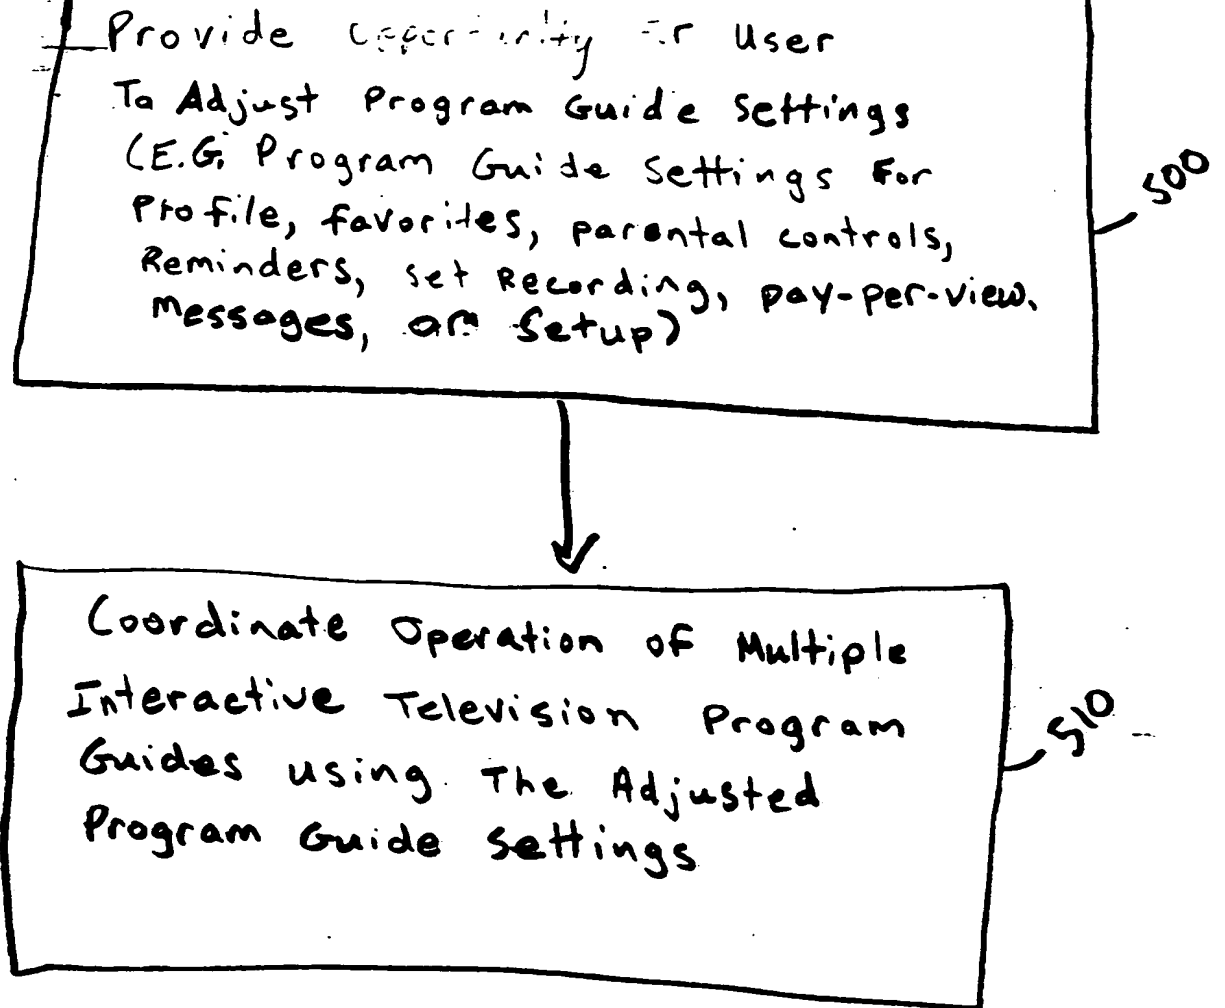 Provide Opportunity For User
To Adjust Program Guide Settings
(E.G. Program Guide Settings For
Profile, favorites, parental controls,
Reminders, set Recording, pay-per-view.
Messages, or Setup)
500
Coordinate Operation of Multiple
Interactive Television Program
Guides using The Adjusted
Program Guide Settings
510